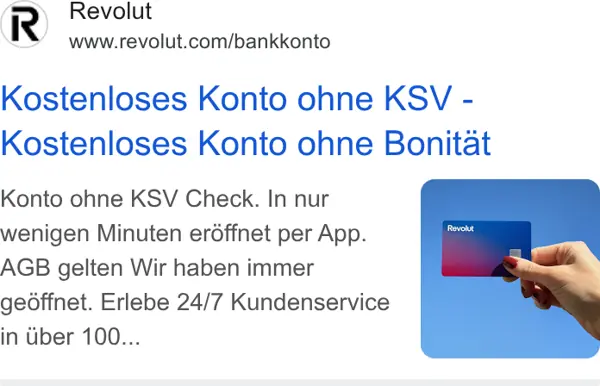 Revolut
www.revolut.com/bankkonto
Kostenloses Konto ohne KSV -
Kostenloses Konto ohne Bonität
Konto ohne KSV Check. In nur
wenigen Minuten eröffnet per App.
AGB gelten Wir haben immer
geöffnet. Erlebe 24/7 Kundenservice
in über 100...
Revolut